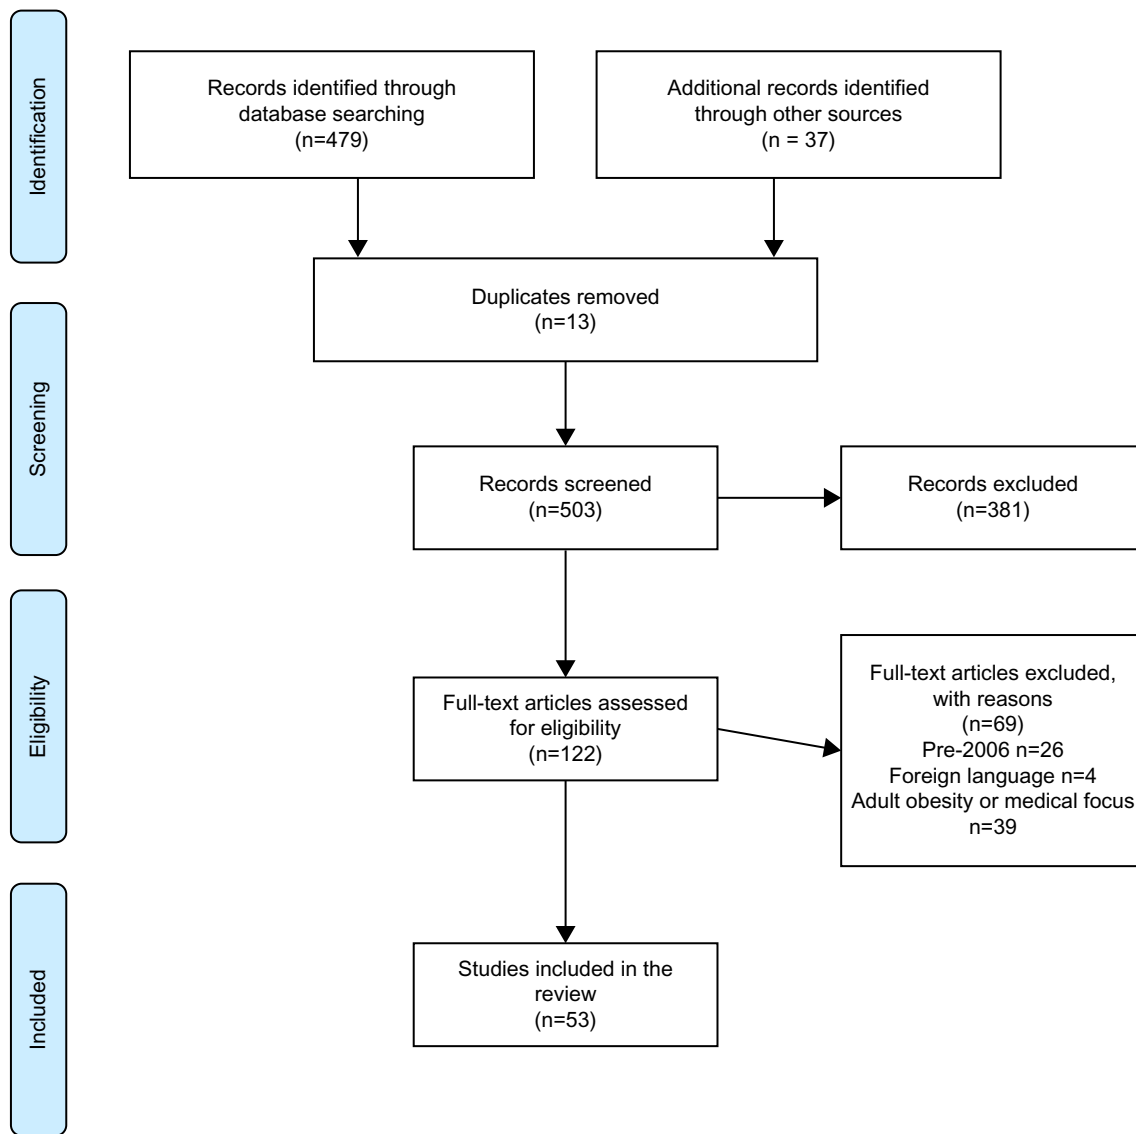 Identification
Records identified through
database searching
(n=479)
Additional records identified
through other sources
(n = 37)
Duplicates removed
(n=13)
Screening
Records screened
(n=503)
Records excluded
(n=381)
Eligibility
Full-text articles assessed
for eligibility
(n=122)
Full-text articles excluded,
with reasons
(n=69)
Pre-2006 n=26
Foreign language n=4
Adult obesity or medical focus
n=39
Included
Studies included in the
review
(n=53)